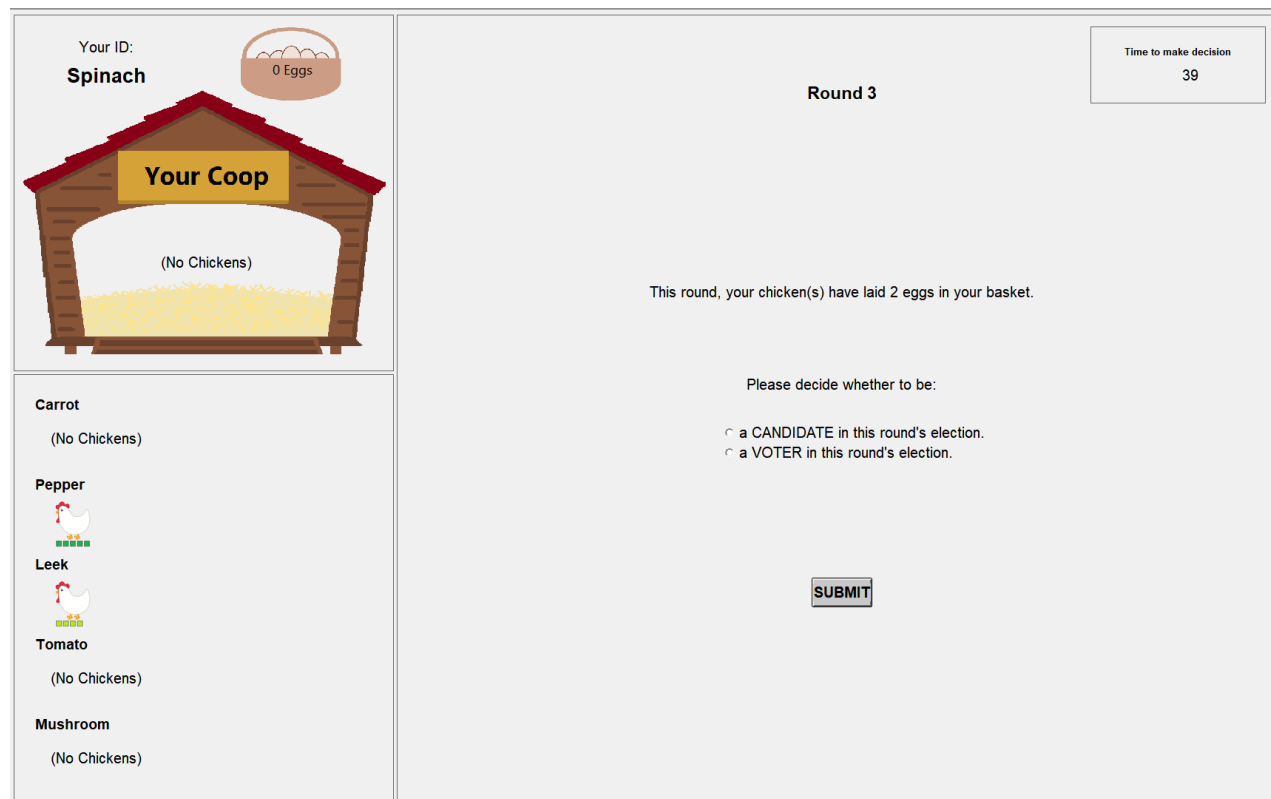 Your ID:
Spinach
0 Eggs
Your Coop
(No Chickens)
Carrot
(No Chickens)
Pepper
Leek
Tomato
(No Chickens)
Mushroom
(No Chickens)
Time to make decision
39
Round 3
This round, your chicken(s) have laid 2 eggs in your basket.
Please decide whether to be:
a CANDIDATE in this round's election.
a VOTER in this round's election.
SUBMIT